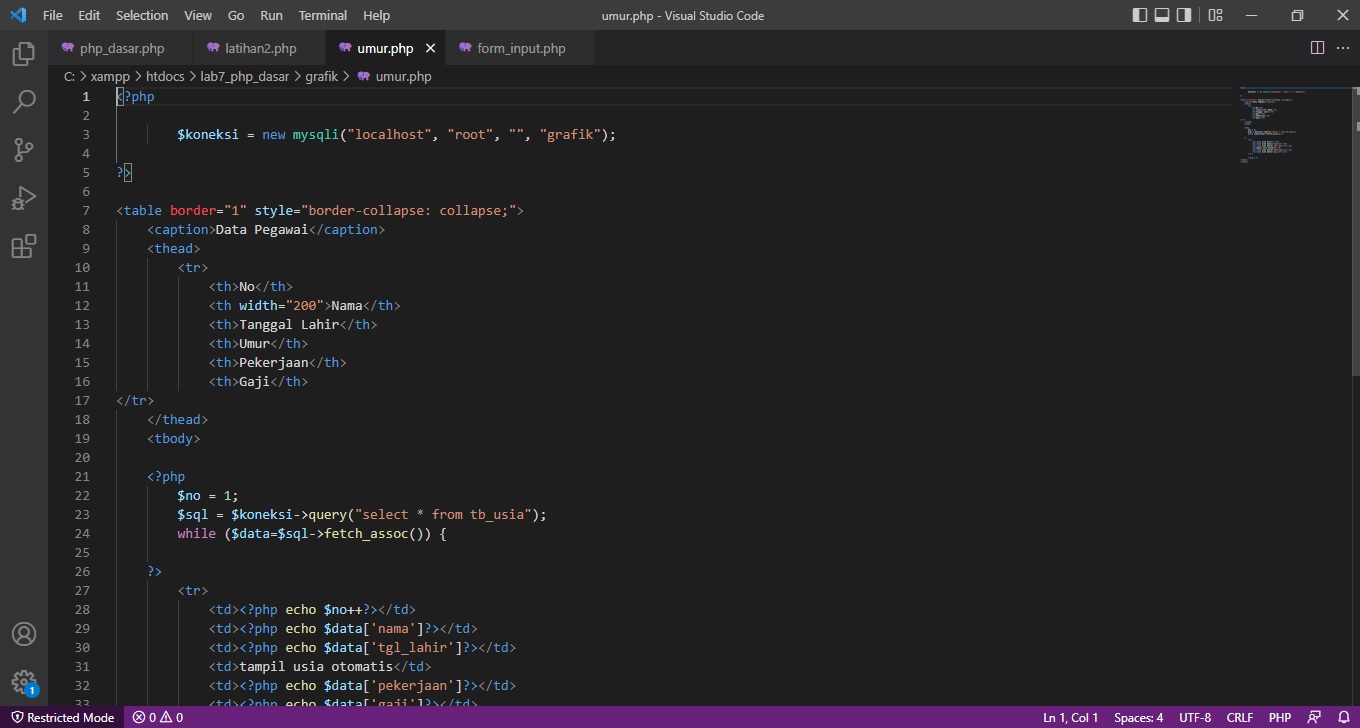 File Edit Selection View Go Run Terminal Help umur.php - Visual Studio Code
php_dasar.php latihan2.php umur.php form_input.php
C: > xampp > htdocs > lab7_php_dasar > grafik > umur.php
1 <?php
2
3 $koneksi = new mysqli("localhost", "root", "", "grafik");
4
5 ?>
6
7 <table border="1" style="border-collapse: collapse;">
8 <caption>Data Pegawai</caption>
9 <thead>
10 <tr>
11 <th>No</th>
12 <th width="200">Nama</th>
13 <th>Tanggal Lahir</th>
14 <th>Umur</th>
15 <th>Pekerjaan</th>
16 <th>Gaji</th>
17 </tr>
18 </thead>
19 <tbody>
20
21 <?php
22 $no = 1;
23 $sql = $koneksi->query("select * from tb_usia");
24 while ($data=$sql->fetch_assoc()) {
25
26 ?>
27 <tr>
28 <td><?php echo $no++?></td>
29 <td><?php echo $data['nama']?></td>
30 <td><?php echo $data['tgl_lahir']?></td>
31 <td>tampil usia otomatis</td>
32 <td><?php echo $data['pekerjaan']?></td>
33 <td><?php echo $data['gaji']?></td>
1
Restricted Mode 0 0 Ln 1, Col 1 Spaces: 4 UTF-8 CRLF PHP